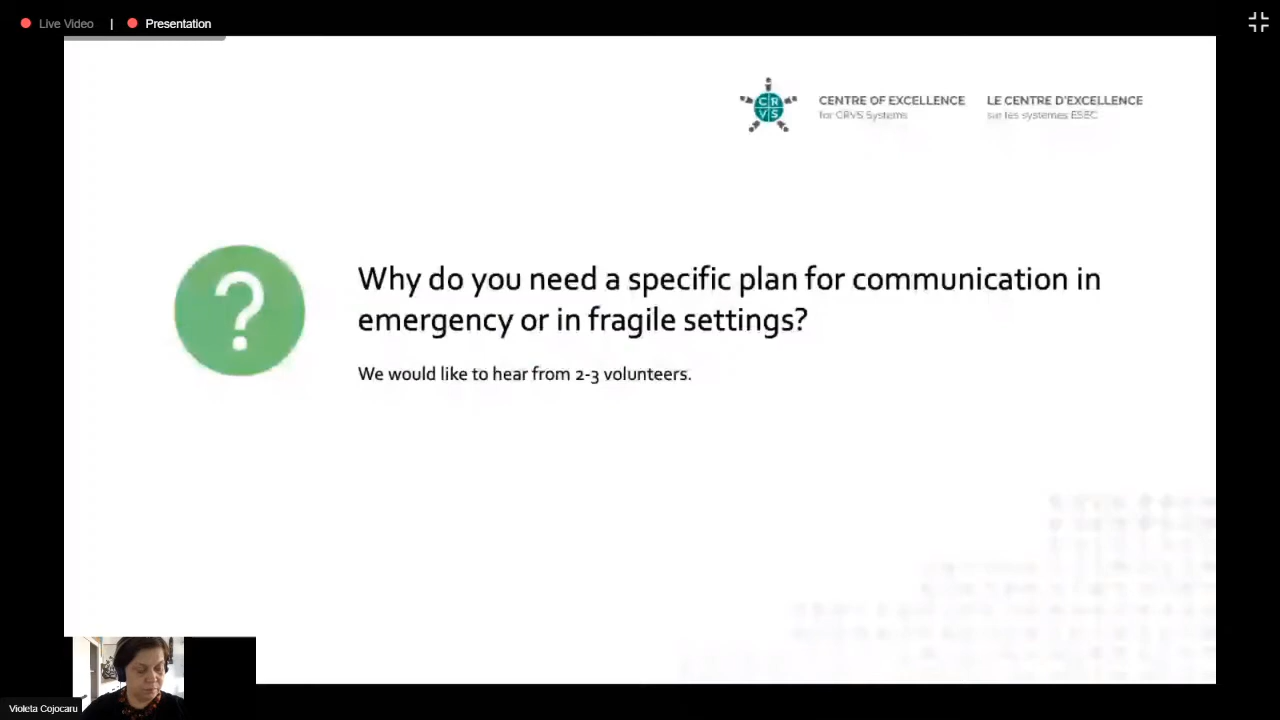 Live Video | Presentation
C R
V S
CENTRE OF EXCELLENCE
for CRVS Systems
LE CENTRE D'EXCELLENCE
sur les systèmes ESEC
?
Why do you need a specific plan for communication in
emergency or in fragile settings?
We would like to hear from 2-3 volunteers.
Violeta Cojocaru